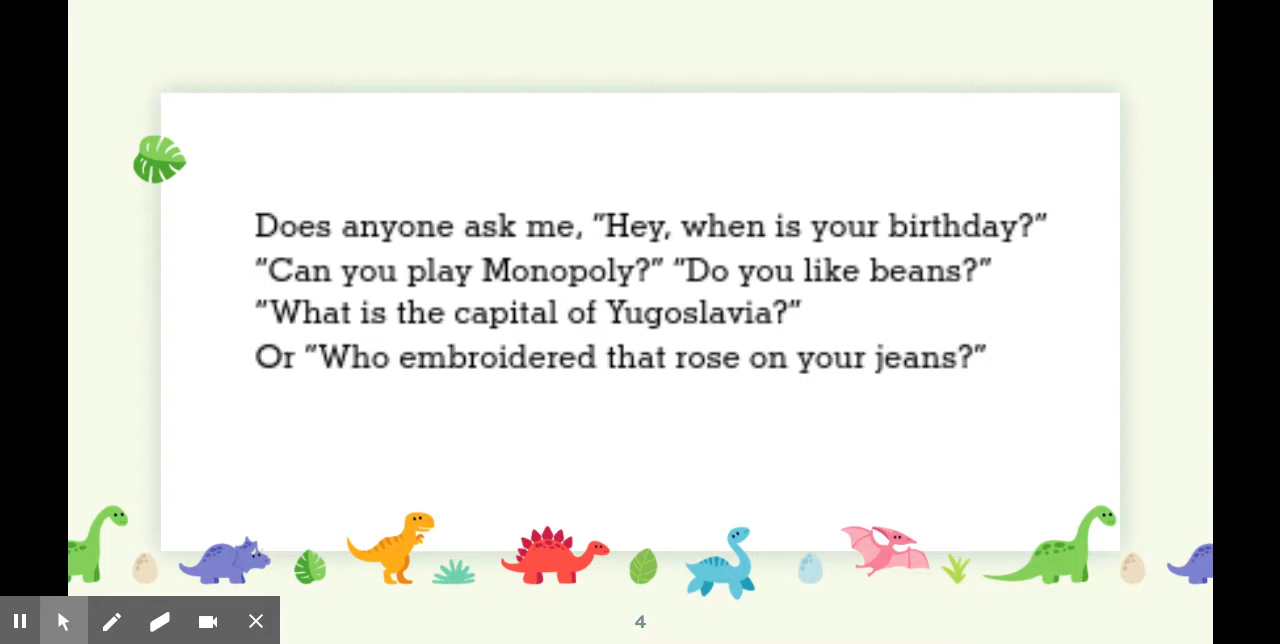 Does anyone ask me, "Hey, when is your birthday?"
"Can you play Monopoly?" "Do you like beans?"
"What is the capital of Yugoslavia?"
Or "Who embroidered that rose on your jeans?"
4